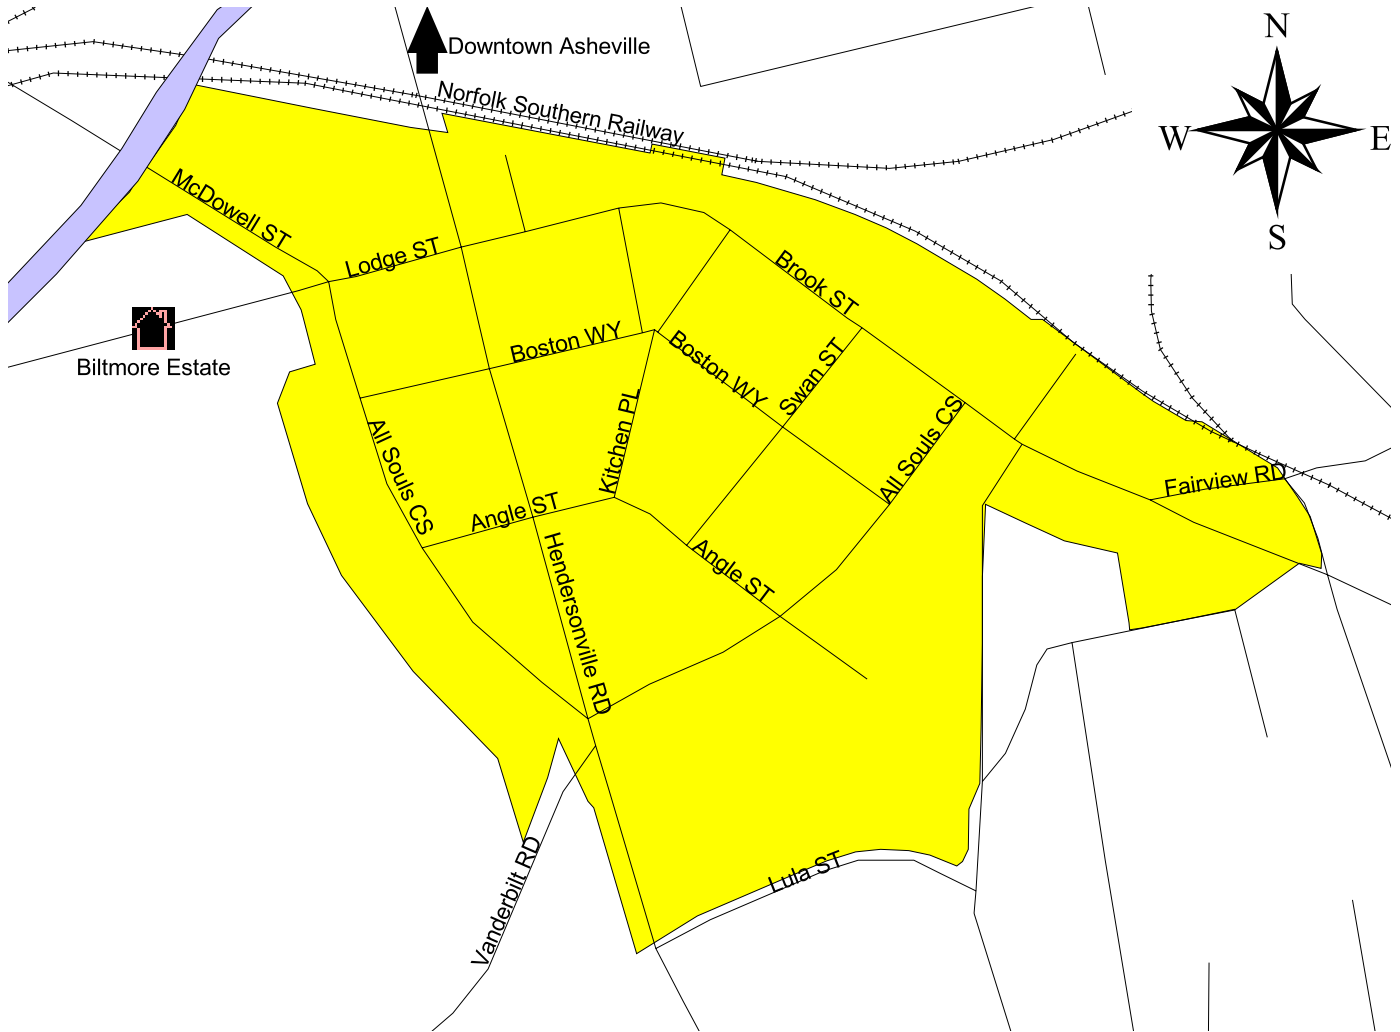 N
Downtown Asheville
Norfolk Southern Railway
W
E
S
McDowell ST
Lodge ST
Brook ST
Biltmore Estate
Boston WY
Boston WY
Swan ST
Kitchen PL
All Souls CS
All Souls CS
Fairview RD
Angle ST
Angle ST
Hendersonville RD
Vanderbilt RD
Lula ST